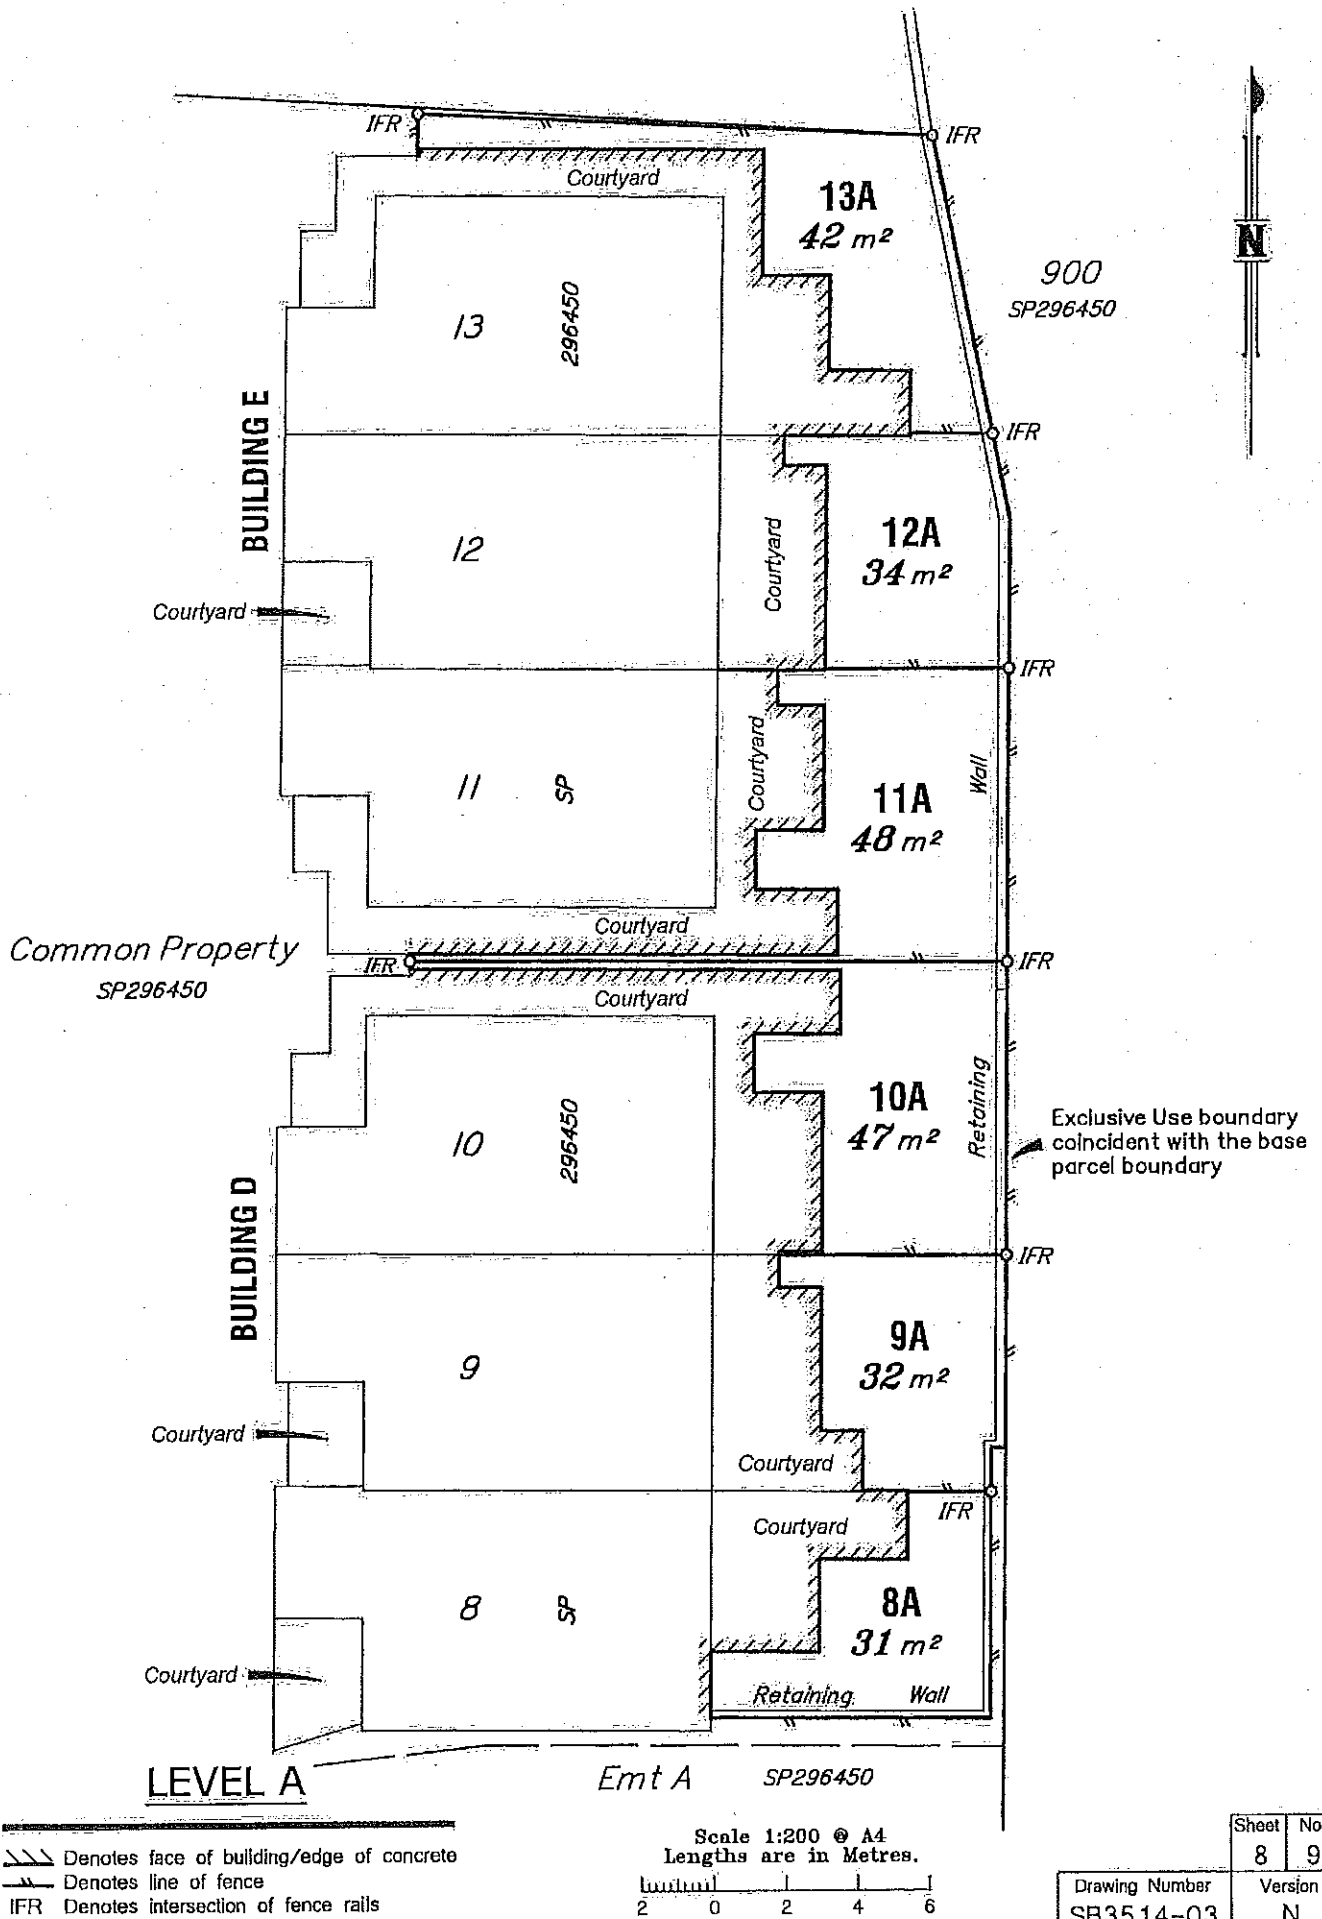 IFR
IFR
Courtyard
13A
42 m²
N
900
SP296450
13
296450
BUILDING E
IFR
12
Courtyard
12A
34 m²
Courtyard
IFR
11
SP
Courtyard
Wall
11A
48 m²
Courtyard
Common Property
SP296450
IFR
IFR
Courtyard
10
296450
10A
47 m²
Retaining
Exclusive Use boundary
coincident with the base
parcel boundary
BUILDING D
IFR
9
9A
32 m²
Courtyard
Courtyard
IFR
Courtyard
8
SP
8A
31 m²
Courtyard
Retaining Wall
LEVEL A
Emt A
SP296450
Denotes face of building/edge of concrete
Denotes line of fence
IFR Denotes intersection of fence rails
Scale 1:200 @ A4
Lengths are in Metres.
2 0 2 4 6
Sheet No
8 9
Drawing Number Version
SB3514-03 N